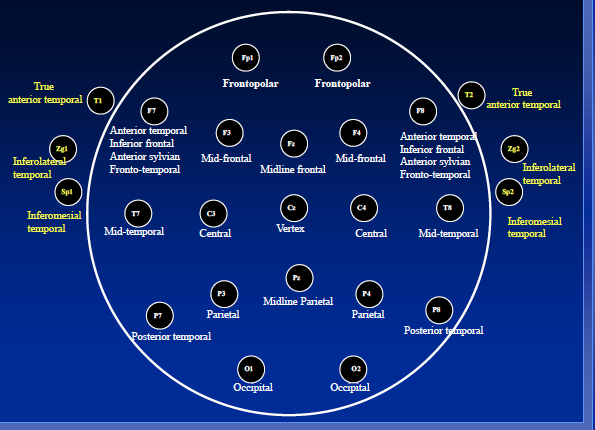 Fp1
Fp2
Frontopolar
Frontopolar
True
anterior temporal
T1
T2
True
anterior temporal
F7
Anterior temporal
Inferior frontal
Anterior sylvian
Fronto-temporal
F3
Mid-frontal
Fz
Midline frontal
F4
Mid-frontal
F8
Anterior temporal
Inferior frontal
Anterior sylvian
Fronto-temporal
Zg1
Inferolateral
temporal
Zg2
Inferolateral
temporal
Sp1
Inferomesial
temporal
Sp2
Inferomesial
temporal
T7
Mid-temporal
C3
Central
Cz
Vertex
C4
Central
T8
Mid-temporal
P7
Posterior temporal
P3
Parietal
Pz
Midline Parietal
P4
Parietal
P8
Posterior temporal
O1
Occipital
O2
Occipital